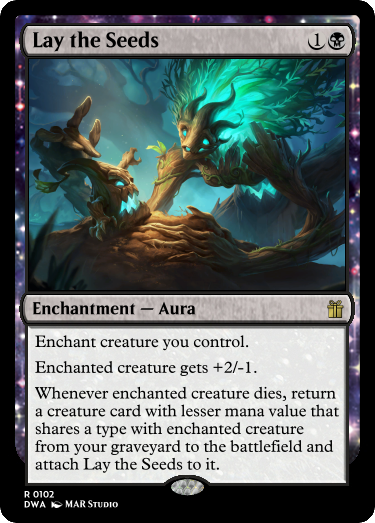 Lay the Seeds 1
Enchantment — Aura
Enchant creature you control.
Enchanted creature gets +2/-1.
Whenever enchanted creature dies, return
a creature card with lesser mana value that
shares a type with enchanted creature
from your graveyard to the battlefield and
attach Lay the Seeds to it.
R 0102
DWA MAR Studio